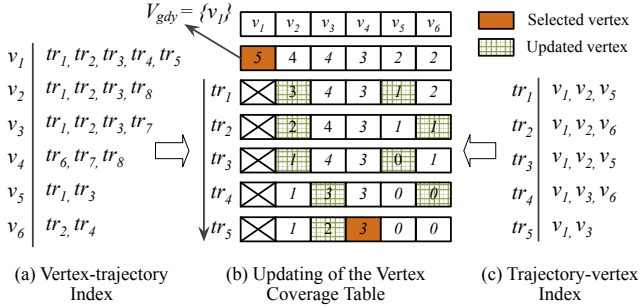 V_gdy = {v_1}
v_1 v_2 v_3 v_4 v_5 v_6
Selected vertex
Updated vertex
5 4 4 3 2 2
v_1 tr_1, tr_2, tr_3, tr_4, tr_5
v_2 tr_1, tr_2, tr_3, tr_8
v_3 tr_1, tr_2, tr_3, tr_7
v_4 tr_6, tr_7, tr_8
v_5 tr_1, tr_3
v_6 tr_2, tr_4
tr_1 3 4 3 1 2
tr_2 2 4 3 1 1
tr_3 1 4 3 0 1
tr_4 1 3 3 0 0
tr_5 1 2 3 0 0
tr_1 v_1, v_2, v_5
tr_2 v_1, v_2, v_6
tr_3 v_1, v_2, v_5
tr_4 v_1, v_3, v_6
tr_5 v_1, v_3
(a) Vertex-trajectory
Index
(b) Updating of the Vertex
Coverage Table
(c) Trajectory-vertex
Index